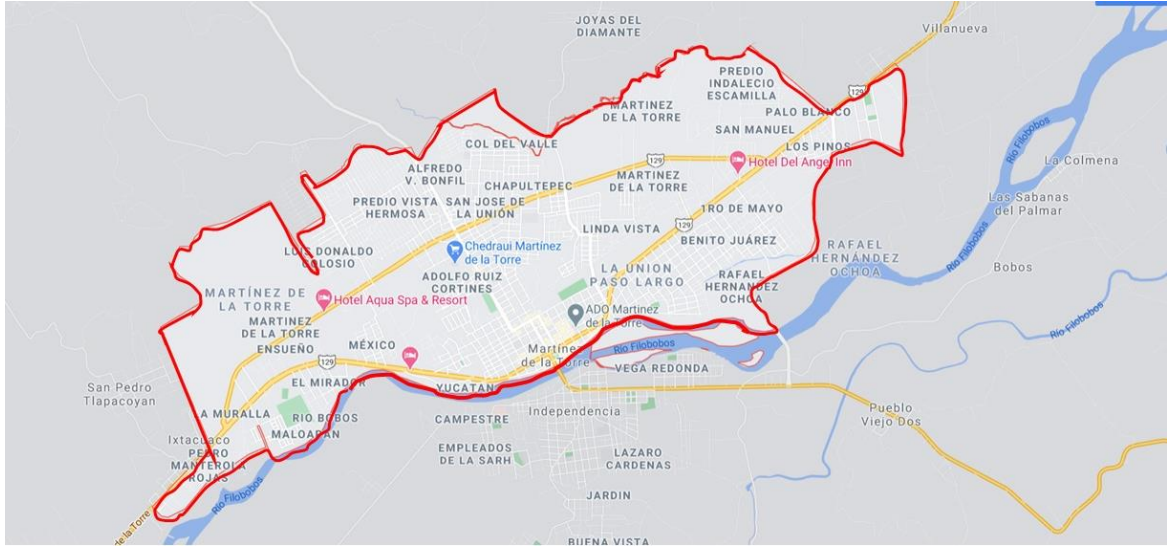 JOYAS DEL
DIAMANTE
Villanueva
PREDIO
INDALECIO
ESCAMILLA
129
MARTINEZ
DE LA TORRE
PALO BLANCO
SAN MANUEL
COL DEL VALLE
LOS PINOS
Río Filobobos
La Colmena
129
Hotel Del Angel Inn
ALFREDO
V. BONFIL
CHAPULTEPEC
MARTINEZ
DE LA TORRE
PREDIO VISTA
HERMOSA
SAN JOSE DE
LA UNIÓN
1RO DE MAYO
Las Sabanas
del Palmar
129
LINDA VISTA
BENITO JUÁREZ
LUIS DONALDO
COLOSIO
Chedraui Martínez
de la Torre
RAFAEL
HERNÁNDEZ
OCHOA
Río Filobobos
Bobos
ADOLFO RUIZ
CORTINES
LA UNION
PASO LARGO
RAFAEL
HERNANDEZ
OCHOA
MARTÍNEZ DE
LA TORRE
Hotel Aqua Spa & Resort
ADO Martinez
de la Torre
Río Filobobos
MARTINEZ
DE LA TORRE
ENSUEÑO
MÉXICO
129
Martínez
de la Torre
Río Filobobos
VEGA REDONDA
San Pedro
Tlapacoyan
EL MIRADOR
YUCATAN
A MURALLA
RIO BOBOS
MALOAPAN
CAMPESTRE
Independencia
Pueblo
Viejo Dos
Ixtacuaco
PEDRO
MANTEROLA
ROJAS
EMPLEADOS
DE LA SARH
LAZARO
CARDENAS
Río Filobobos
JARDIN
de la Torre
BUENA VISTA